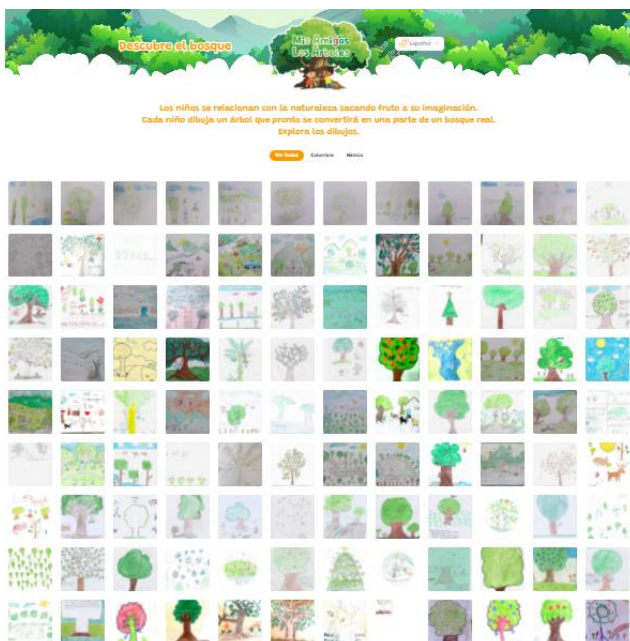 Descubre el bosque
Mis Amigos
Los Árboles
Español
Los niños se relacionan con la naturaleza sacando fruto a su imaginación.
Cada niño dibuja un árbol que pronto se convertirá en una parte de un bosque real.
Explora los dibujos.
Ver todos Colombia México